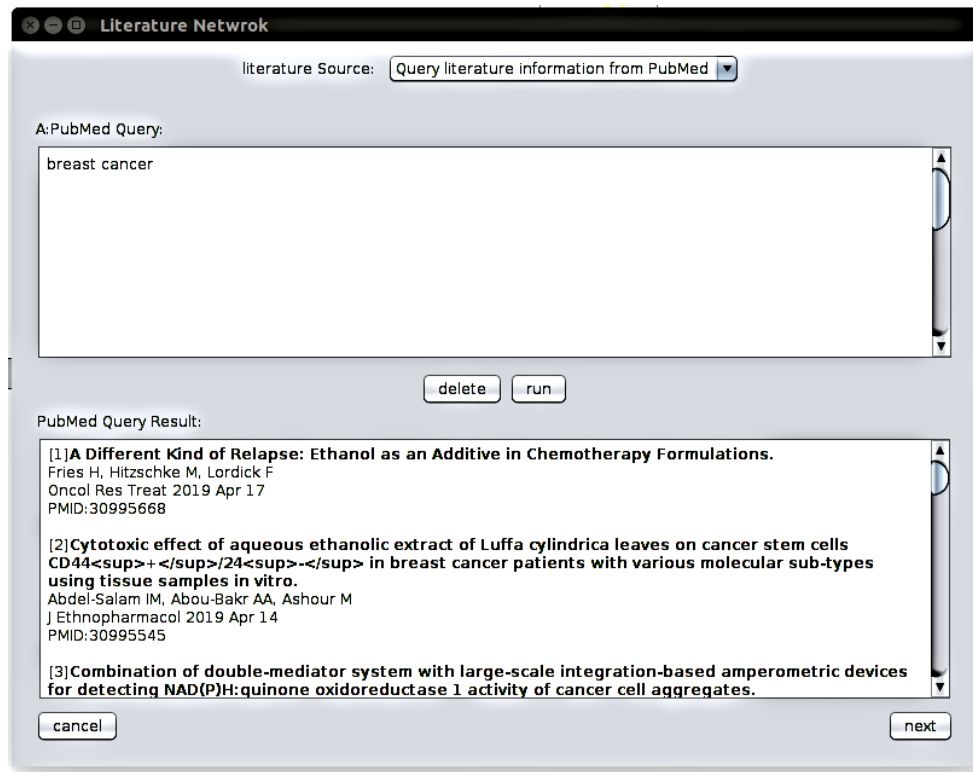 Literature Netwrok
literature Source: Query literature information from PubMed
A:PubMed Query:
breast cancer
delete run
PubMed Query Result:
[1]A Different Kind of Relapse: Ethanol as an Additive in Chemotherapy Formulations.
Fries H, Hitzschke M, Lordick F
Oncol Res Treat 2019 Apr 17
PMID:30995668
[2]Cytotoxic effect of aqueous ethanolic extract of Luffa cylindrica leaves on cancer stem cells
CD44<sup>+</sup>/24<sup>-</sup> in breast cancer patients with various molecular sub-types
using tissue samples in vitro.
Abdel-Salam IM, Abou-Bakr AA, Ashour M
J Ethnopharmacol 2019 Apr 14
PMID:30995545
[3]Combination of double-mediator system with large-scale integration-based amperometric devices
for detecting NAD(P)H:quinone oxidoreductase 1 activity of cancer cell aggregates.
cancel next